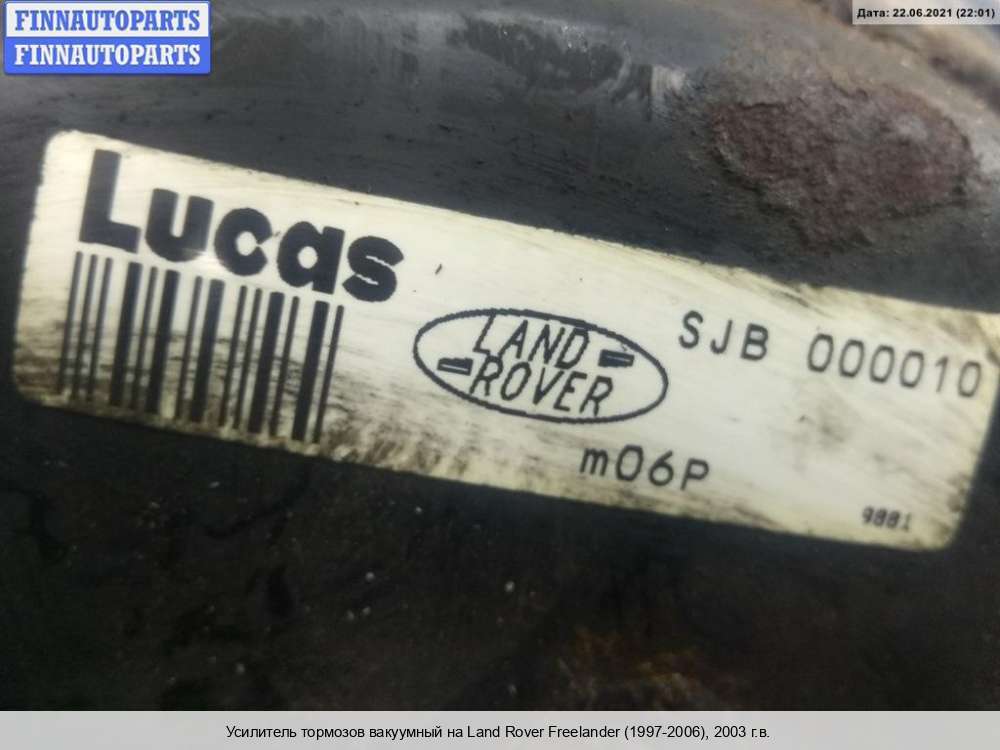 FINNAUTOPARTS
FINNAUTOPARTS
Дата: 22.06.2021 (22:01)
Lucas
LAND
ROVER
SJB 000010
m06P
Усилитель тормозов вакуумный на Land Rover Freelander (1997-2006), 2003 г.в.